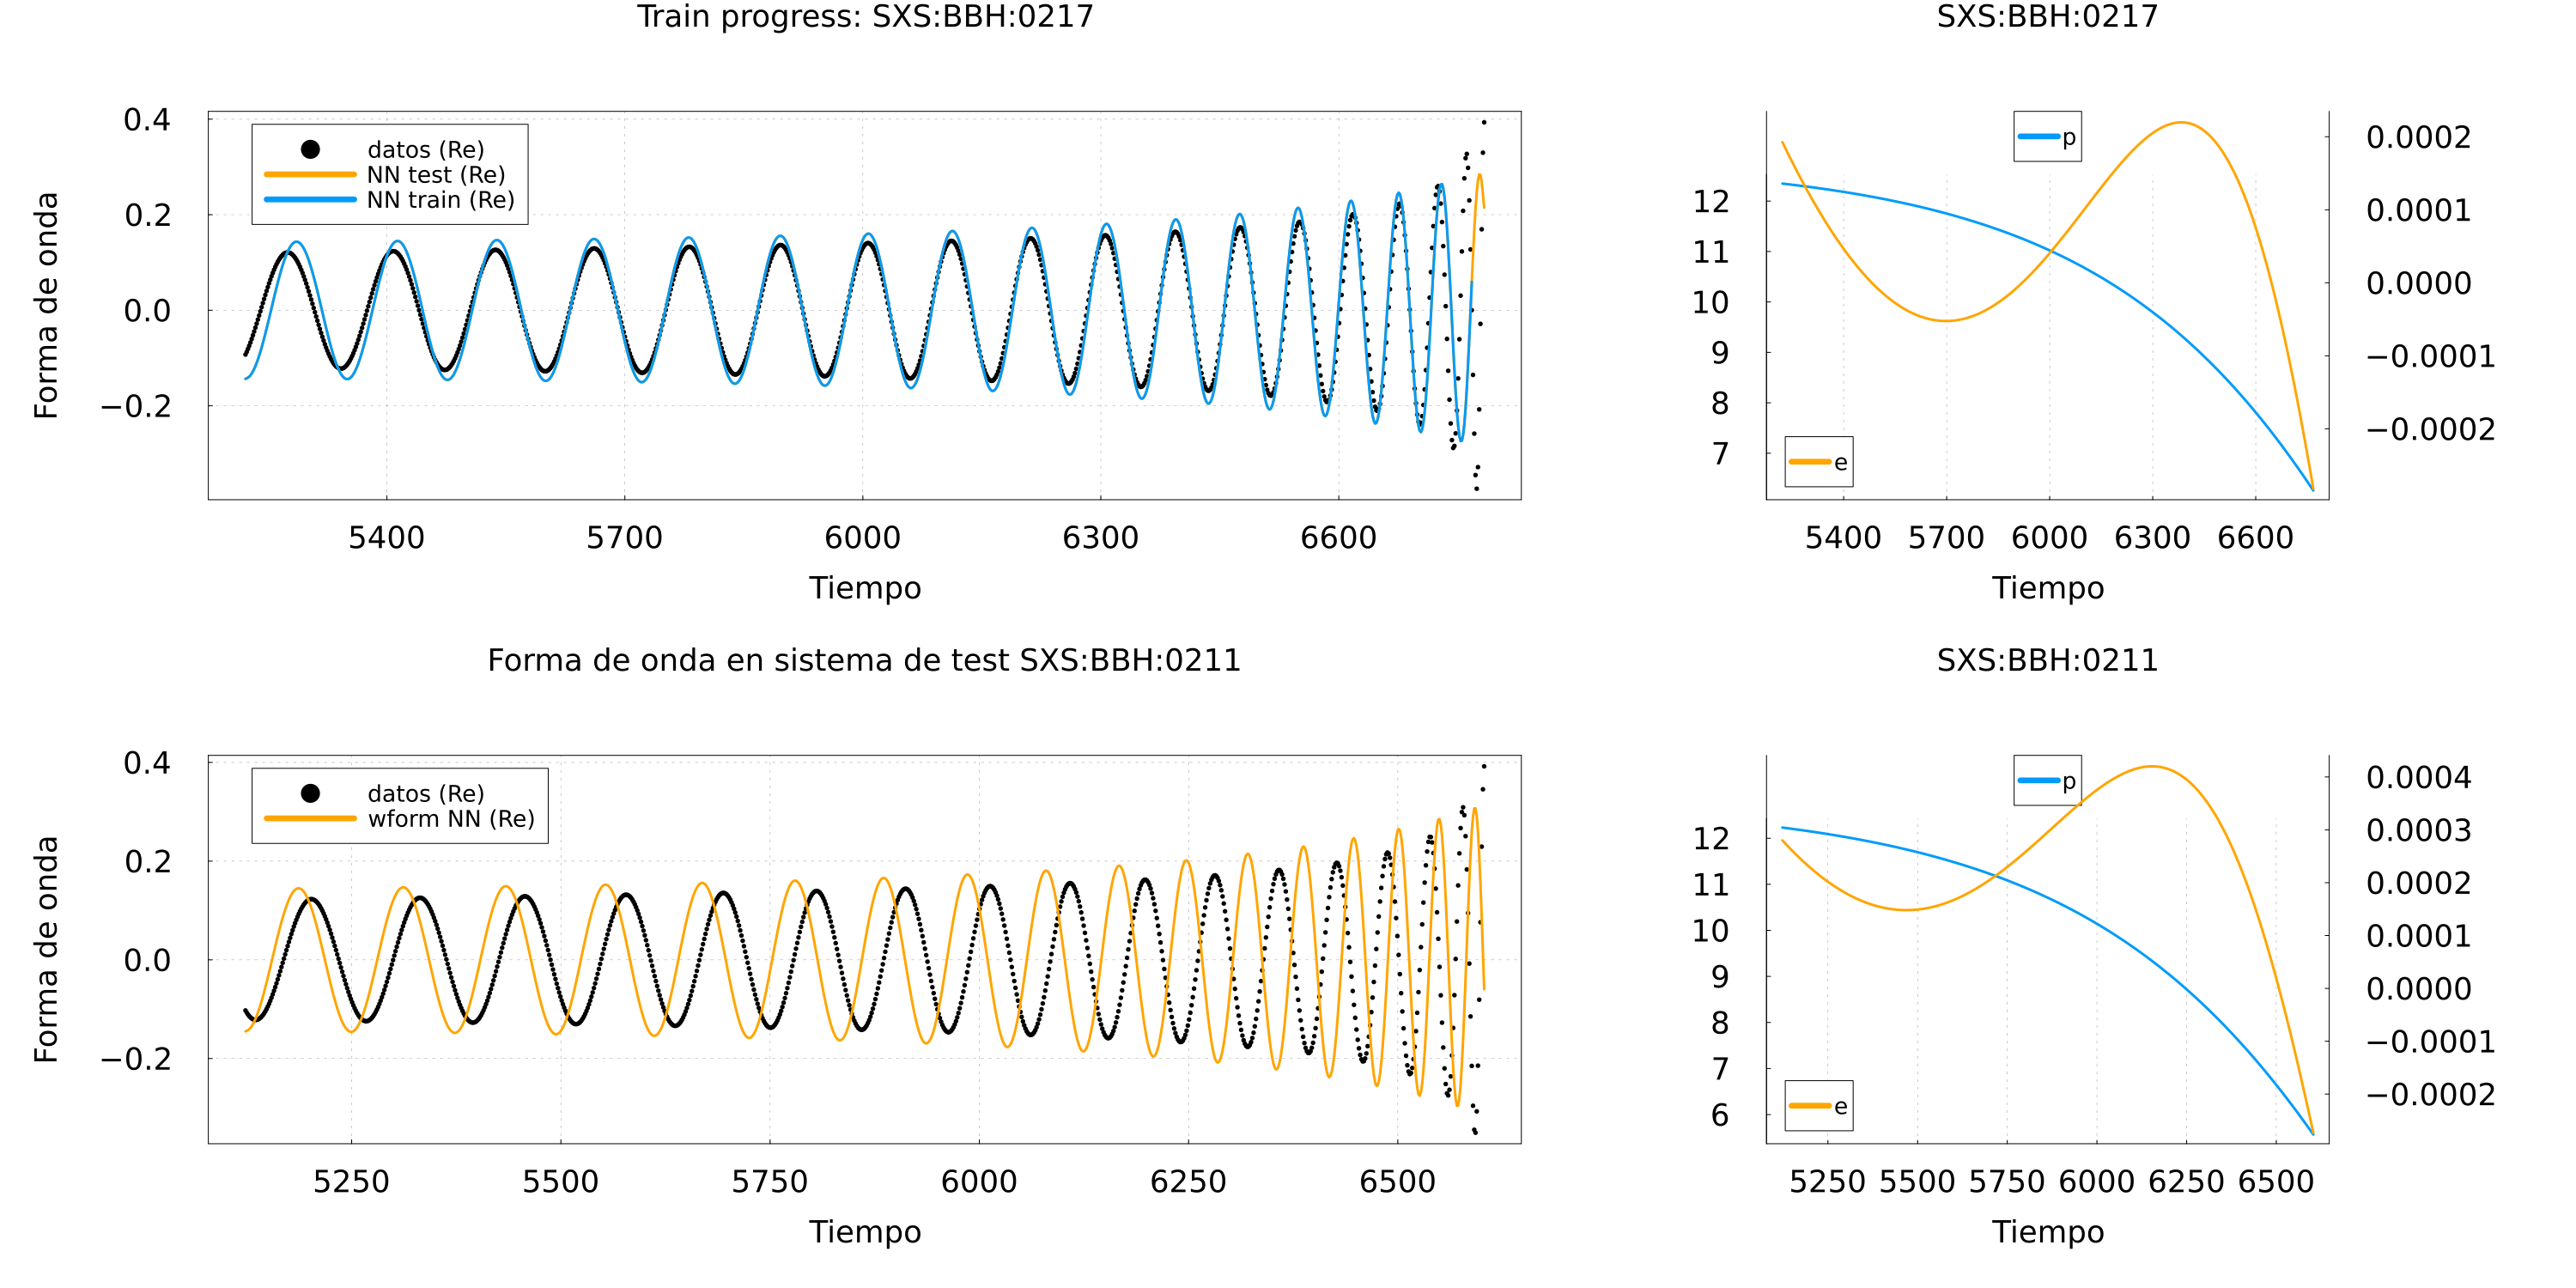 Train progress: SXS:BBH:0217
datos (Re)
NN test (Re)
NN train (Re)
0.4
0.2
0.0
−0.2
Forma de onda
5400 5700 6000 6300 6600
Tiempo
SXS:BBH:0217
p
e
12
11
10
9
8
7
0.0002
0.0001
0.0000
−0.0001
−0.0002
5400 5700 6000 6300 6600
Tiempo
Forma de onda en sistema de test SXS:BBH:0211
datos (Re)
wform NN (Re)
0.4
0.2
0.0
−0.2
Forma de onda
5250 5500 5750 6000 6250 6500
Tiempo
SXS:BBH:0211
p
e
12
11
10
9
8
7
6
0.0004
0.0003
0.0002
0.0001
0.0000
−0.0001
−0.0002
5250 5500 5750 6000 6250 6500
Tiempo